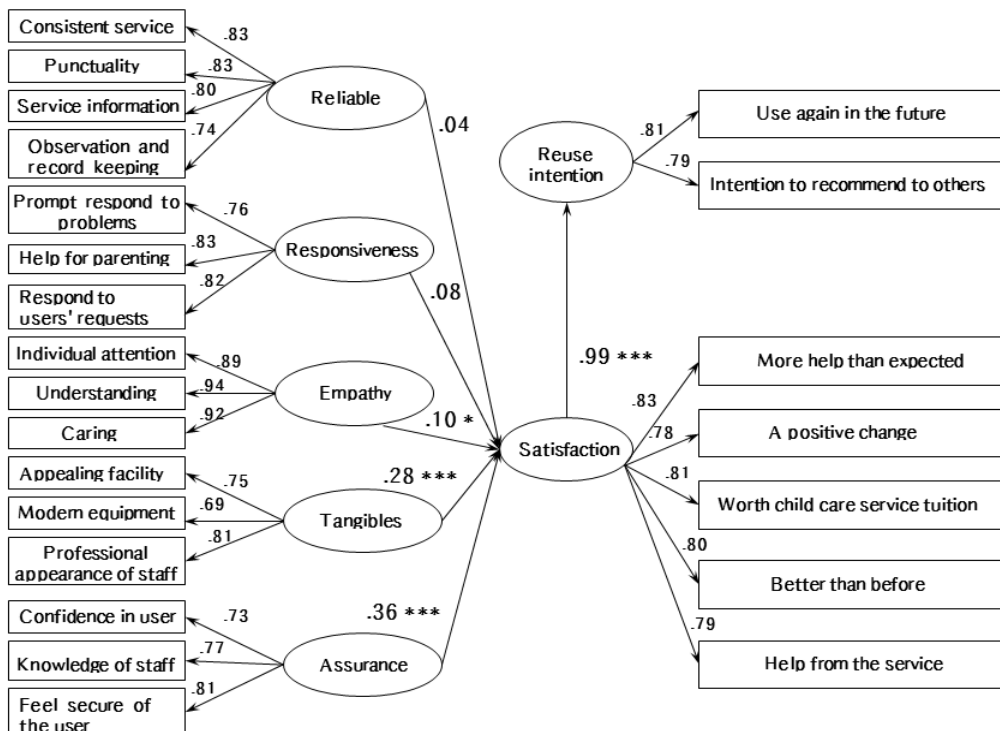 Consistent service
.83
Punctuality
.83
Service information
.80
Observation and
record keeping
.74
Reliable
.04
Prompt respond to
problems
.76
Help for parenting
.83
Respond to
users' requests
.82
Responsiveness
.08
Individual attention
.89
Understanding
.94
Caring
.92
Empathy
.10 *
Appealing facility
.75
Modern equipment
.69
Professional
appearance of staff
.81
Tangibles
.28 ***
Confidence in user
.73
Knowledge of staff
.77
Feel secure of
the user
.81
Assurance
.36 ***
Reuse
intention
.81
Use again in the future
.79
Intention to recommend to others
.99 ***
Satisfaction
.83
More help than expected
.78
A positive change
.81
Worth child care service tuition
.80
Better than before
.79
Help from the service